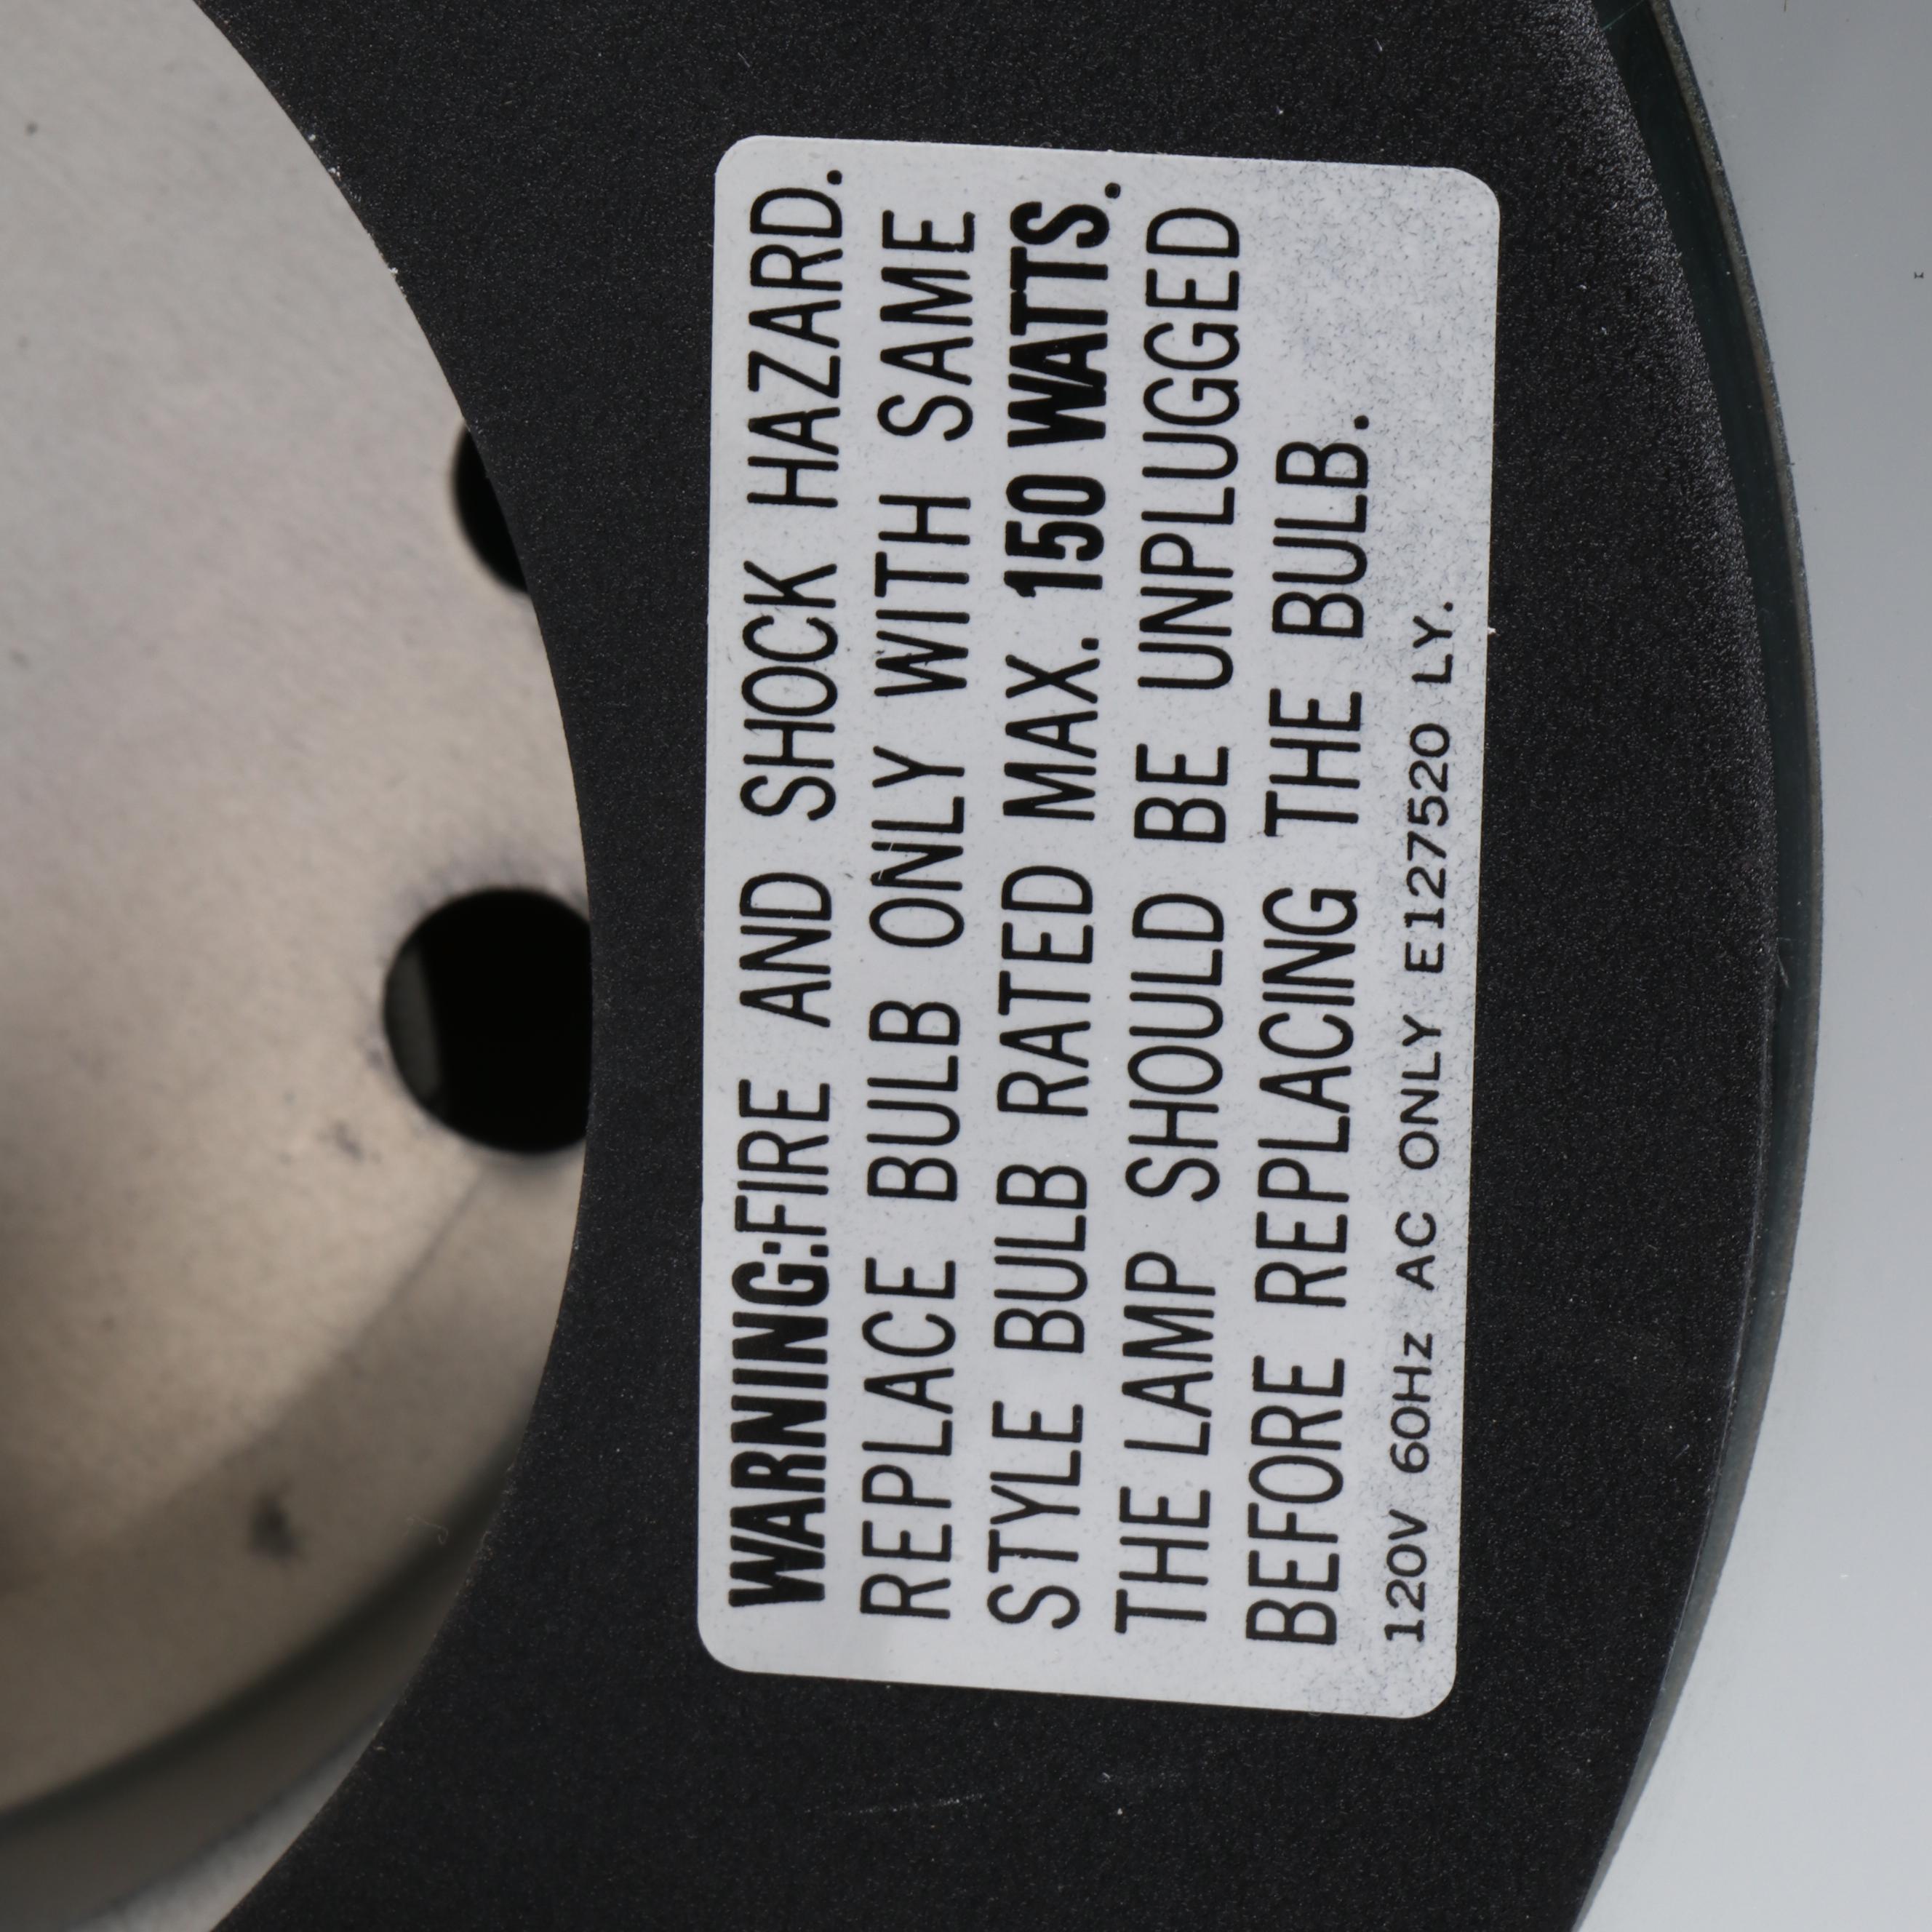 WARNING:FIRE AND SHOCK HAZARD.
REPLACE BULB ONLY WITH SAME
STYLE BULB RATED MAX. 150 WATTS.
THE LAMP SHOULD BE UNPLUGGED
BEFORE REPLACING THE BULB.
120V 60Hz AC ONLY E127520 LY.